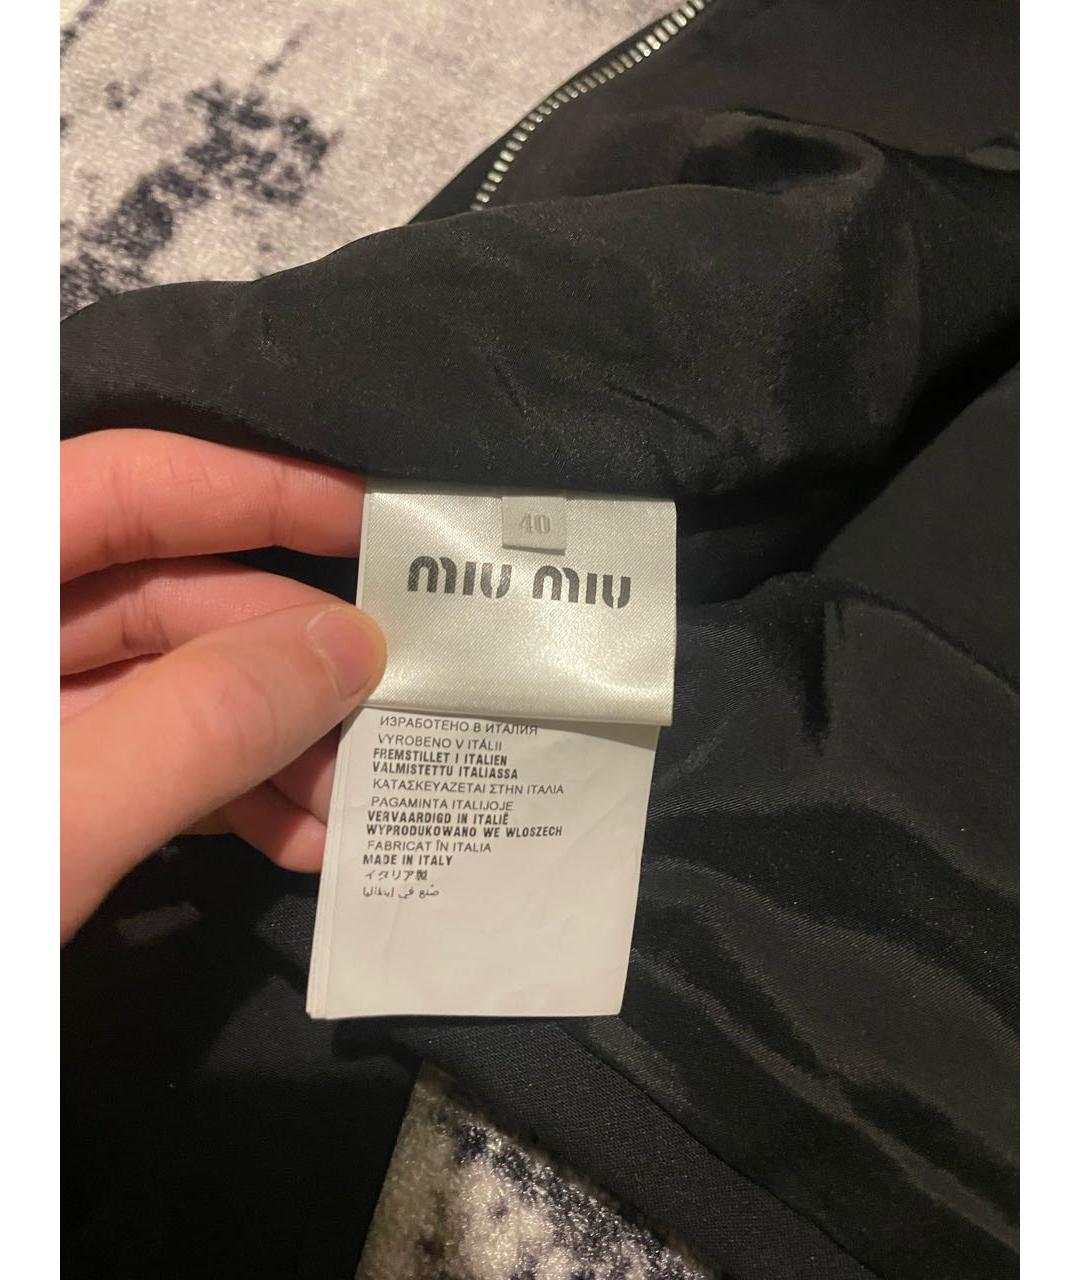 40
miu miu
ИЗРАБОТЕНО В ИТАЛИЯ
VYROBENO V ITÁLII
FREMSTILLET I ITALIEN
VALMISTETTU ITALIASSA
ΚΑΤΑΣΚΕΥΑΖΕΤΑΙ ΣΤΗΝ ΙΤΑΛΙΑ
PAGAMINTA ITALIJOJE
VERVAARDIGD IN ITALIË
WYPRODUKOWANO WE WLOSZECH
FABRICAT ÎN ITALIA
MADE IN ITALY
イタリア製
صنع في إيطاليا